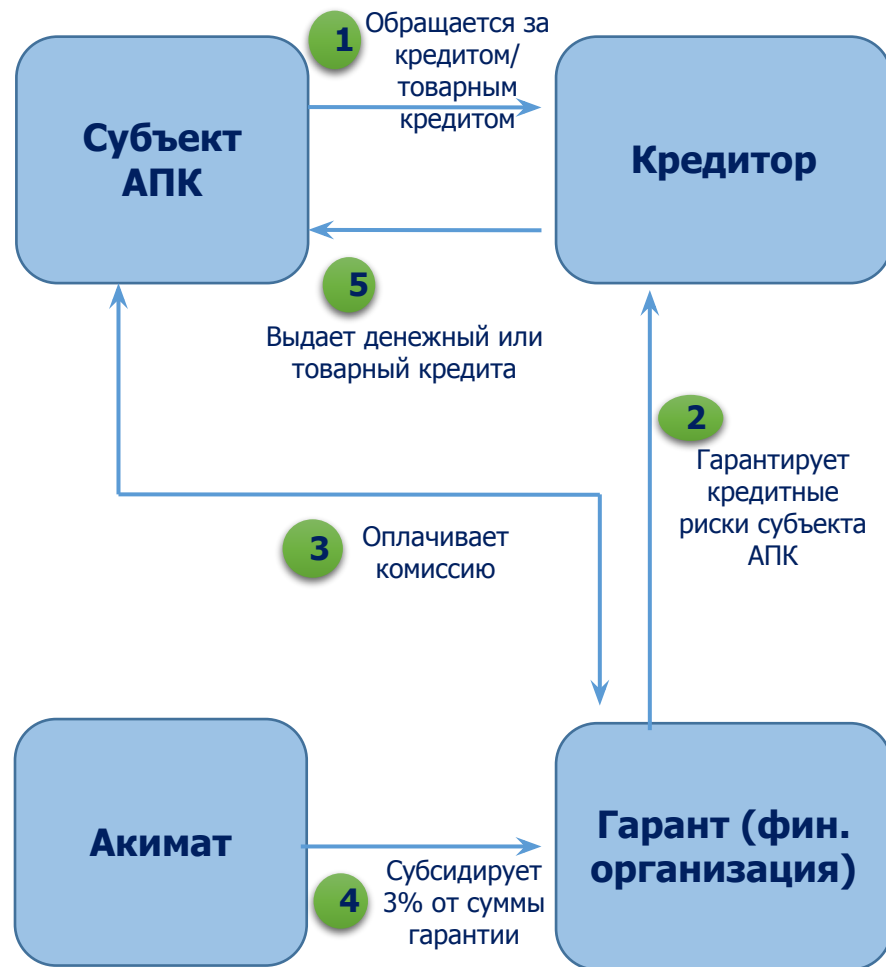 1
Обращается за
кредитом/
товарным
кредитом
Субъект
АПК
Кредитор
5
Выдает денежный или
товарный кредита
2
Гарантирует
кредитные
риски субъекта
АПК
3
Оплачивает
комиссию
Акимат
Гарант (фин.
организация)
4
Субсидирует
3% от суммы
гарантии